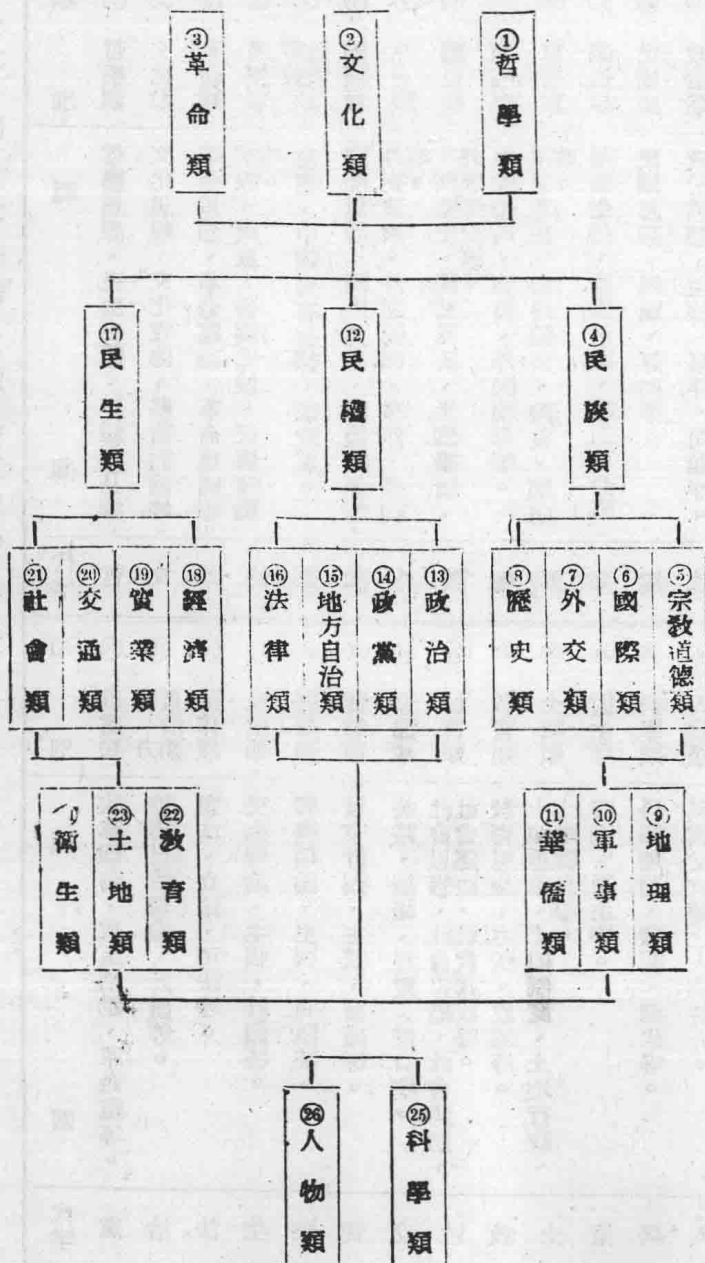 ①哲學類
②文化類
③革命類
④民族類
⑫民權類
⑰民生類
⑤宗教道德類
⑥國際類
⑦外交類
⑧歷史類
⑬政治類
⑭政黨類
⑮地方自治類
⑯法律類
⑱經濟類
⑲實業類
⑳交通類
㉑社會類
⑨地理類
⑩軍事類
⑪華僑類
㉒教育類
㉓土地類
衛生類
㉕科學類
㉖人物類